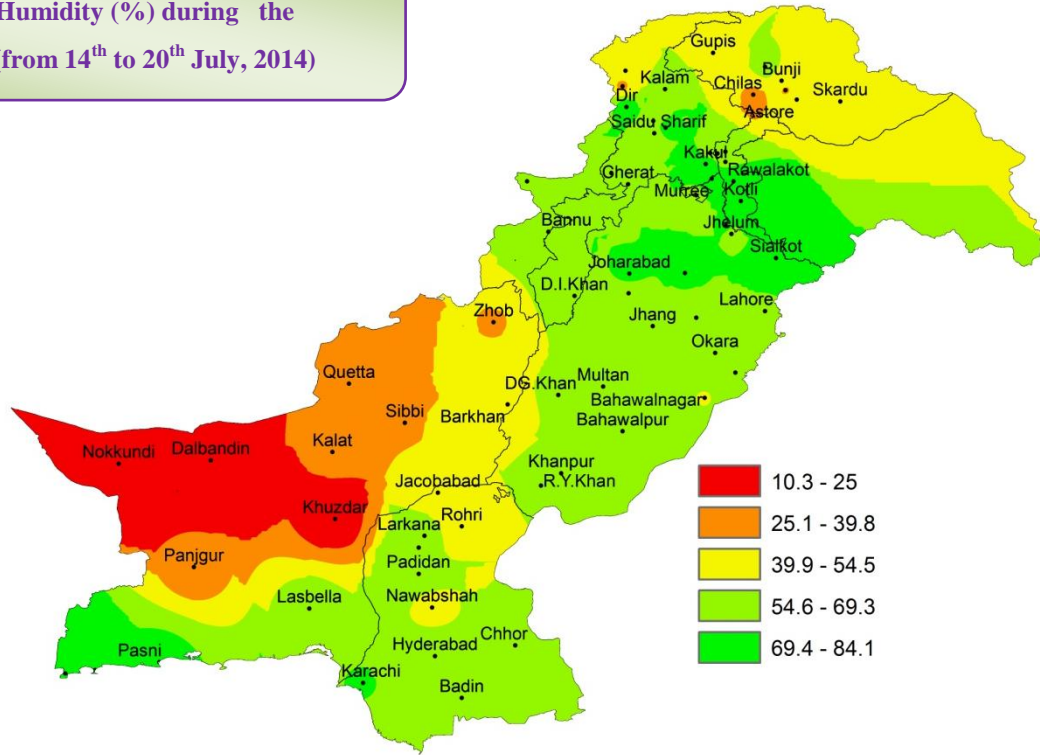 Humidity (%) during the
from 14th to 20th July, 2014)
Gupis
Kalam
Chilas
Bunji
Skardu
Dir
Astore
Saidu Sharif
Kakul
Rawalakot
Cherat
Murree
Kotli
Bannu
Jhelum
Sialkot
Joharabad
D.I.Khan
Lahore
Zhob
Jhang
Okara
Quetta
DG.Khan
Multan
Sibbi
Barkhan
Bahawalnagar
Bahawalpur
Nokkundi
Dalbandin
Kalat
Khanpur
R.Y.Khan
Jacobabad
Khuzdar
Rohri
Larkana
Panjgur
Padidan
Lasbella
Nawabshah
Pasni
Hyderabad
Chhor
Karachi
Badin
10.3 - 25
25.1 - 39.8
39.9 - 54.5
54.6 - 69.3
69.4 - 84.1